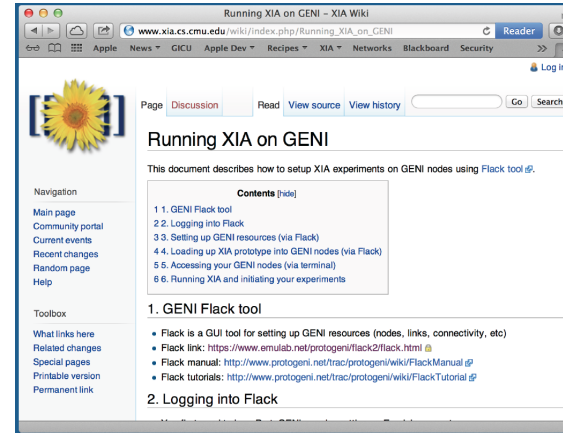 Running XIA on GENI – XIA Wiki
www.xia.cs.cmu.edu/wiki/index.php/Running_XIA_on_GENI
Reader
Apple News GICU Apple Dev Recipes XIA Networks Blackboard Security
Log in
Page Discussion Read View source View history Go Search
Running XIA on GENI
This document describes how to setup XIA experiments on GENI nodes using Flack tool.
Contents [hide]
1 1. GENI Flack tool
2 2. Logging into Flack
3 3. Setting up GENI resources (via Flack)
4 4. Loading up XIA prototype into GENI nodes (via Flack)
5 5. Accessing your GENI nodes (via terminal)
6 6. Running XIA and initiating your experiments
Navigation
Main page
Community portal
Current events
Recent changes
Random page
Help
Toolbox
What links here
Related changes
Special pages
Printable version
Permanent link
1. GENI Flack tool
• Flack is a GUI tool for setting up GENI resources (nodes, links, connectivity, etc)
• Flack link: https://www.emulab.net/protogeni/flack2/flack.html
• Flack manual: http://www.protogeni.net/trac/protogeni/wiki/FlackManual
• Flack tutorials: http://www.protogeni.net/trac/protogeni/wiki/FlackTutorial
2. Logging into Flack